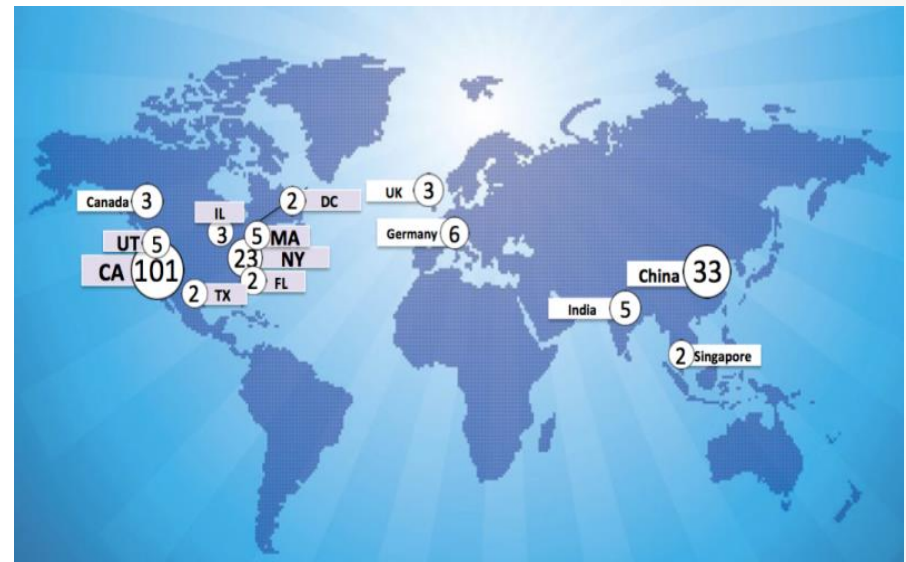 Canada 3
UT 5
CA 101
IL
3
2 DC
5 MA
23 NY
2 FL
2 TX
UK 3
Germany 6
China 33
India 5
2 Singapore